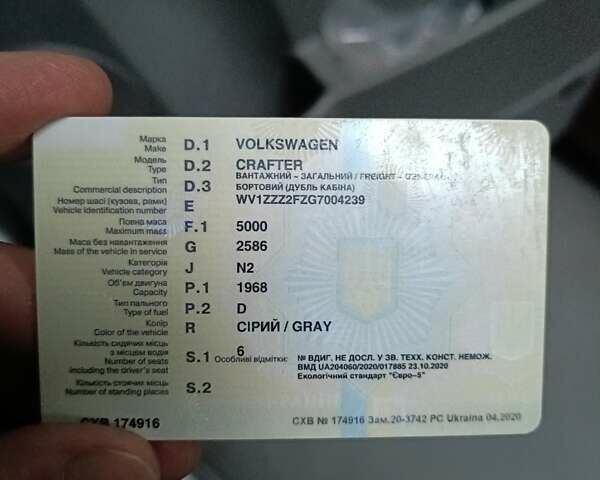 Марка D.1 VOLKSWAGEN
Make
Модель D.2 CRAFTER
Type
Тип D.3 ВАНТАЖНИЙ - ЗАГАЛЬНИЙ / FREIGHT -
Commercial description БОРТОВИЙ (ДУБЛЬ КАБІНА)
Номер шасі (кузова, рами) E WV1ZZZ2FZG7004239
Vehicle identification number
Повна маса F.1 5000
Maximum mass
Маса без навантаження G 2586
Mass of the vehicle in service
Категорія J N2
Vehicle category
Об'єм двигуна P.1 1968
Capacity
Тип пального P.2 D
Type of fuel
Колір R СІРИЙ / GRAY
Color of the vehicle
Кількість сидячих місць S.1 6
з місцем водія Особливі відмітки: № ДВИГ. НЕ ДОСЛ. У ЗВ. ТЕХХ. КОНСТ. НЕМОЖ.
Number of seats ВМД UA204060/2020/017885 23.10.2020
including the driver's seat Екологічний стандарт "Євро-5"
Кількість стоячих місць S.2
Number of standing places
СХВ 174916 СХВ № 174916 Зам.20-3742 РС Ukraina 04.2020